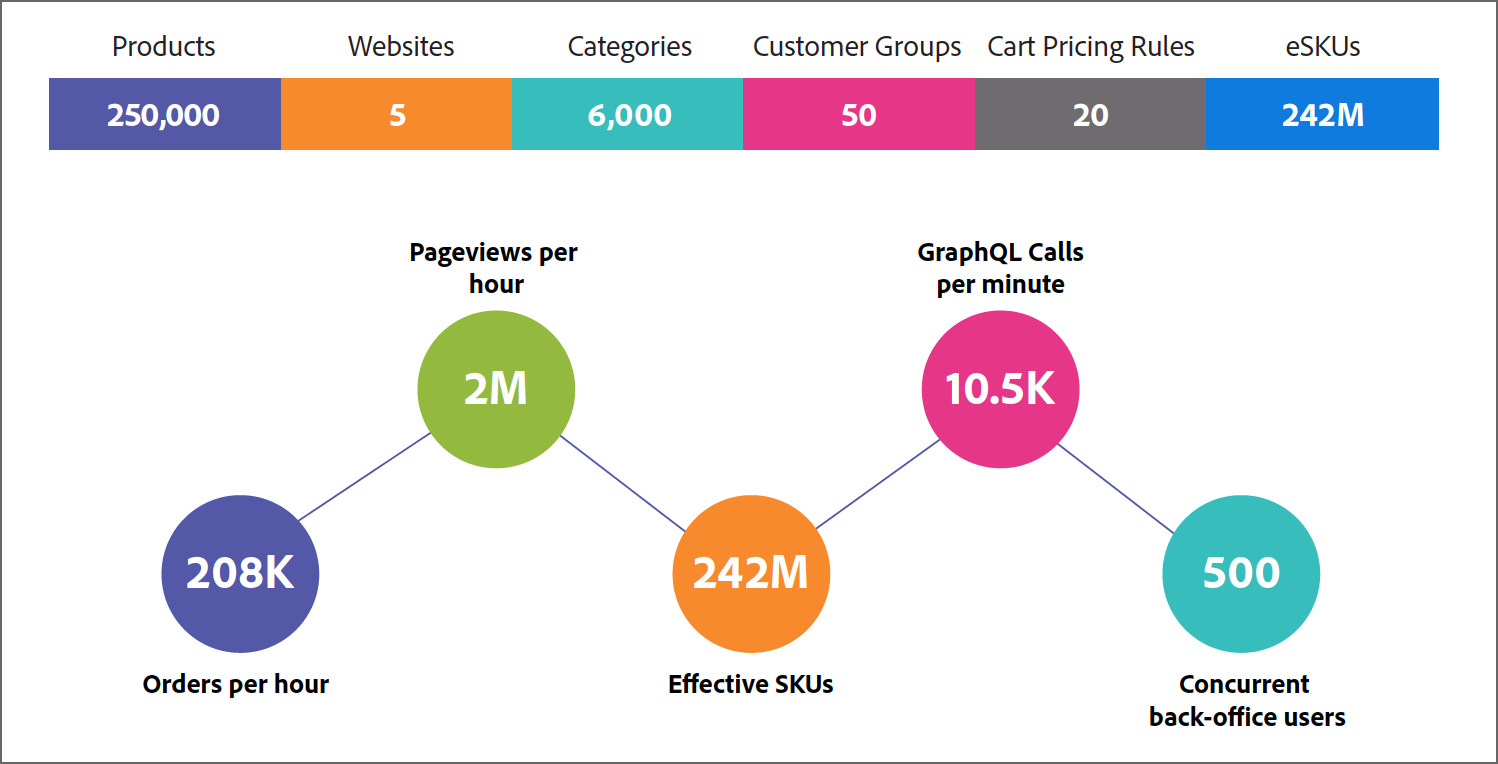 Products Websites Categories Customer Groups Cart Pricing Rules eSKUs
250,000 5 6,000 50 20 242M
Pageviews per
hour
2M
GraphQL Calls
per minute
10.5K
208K
Orders per hour
242M
Effective SKUs
500
Concurrent
back-office users